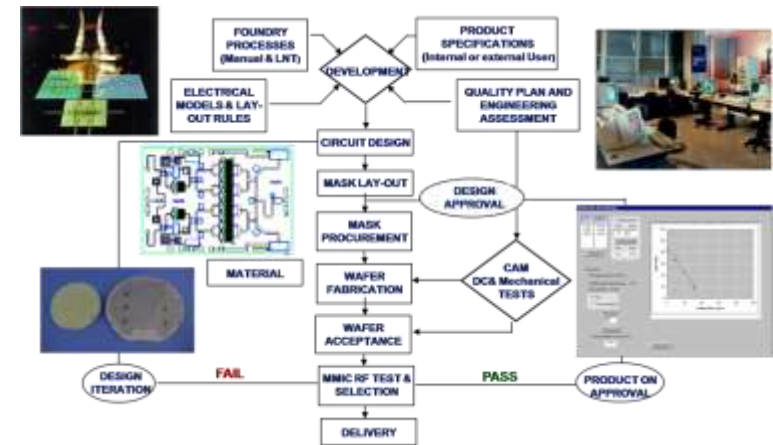 FOUNDRY
PROCESSES
(Manual & LNT)
PRODUCT
SPECIFICATIONS
(Internal or external User)
DEVELOPMENT
ELECTRICAL
MODELS & LAY-
OUT RULES
QUALITY PLAN AND
ENGINEERING
ASSESSMENT
CIRCUIT DESIGN
MASK LAY-OUT
DESIGN
APPROVAL
MASK
PROCUREMENT
MATERIAL
WAFER
FABRICATION
CAM
DC& Mechanical
TESTS
WAFER
ACCEPTANCE
DESIGN
ITERATION
FAIL
MMIC RF TEST &
SELECTION
PASS
PRODUCT ON
APPROVAL
DELIVERY